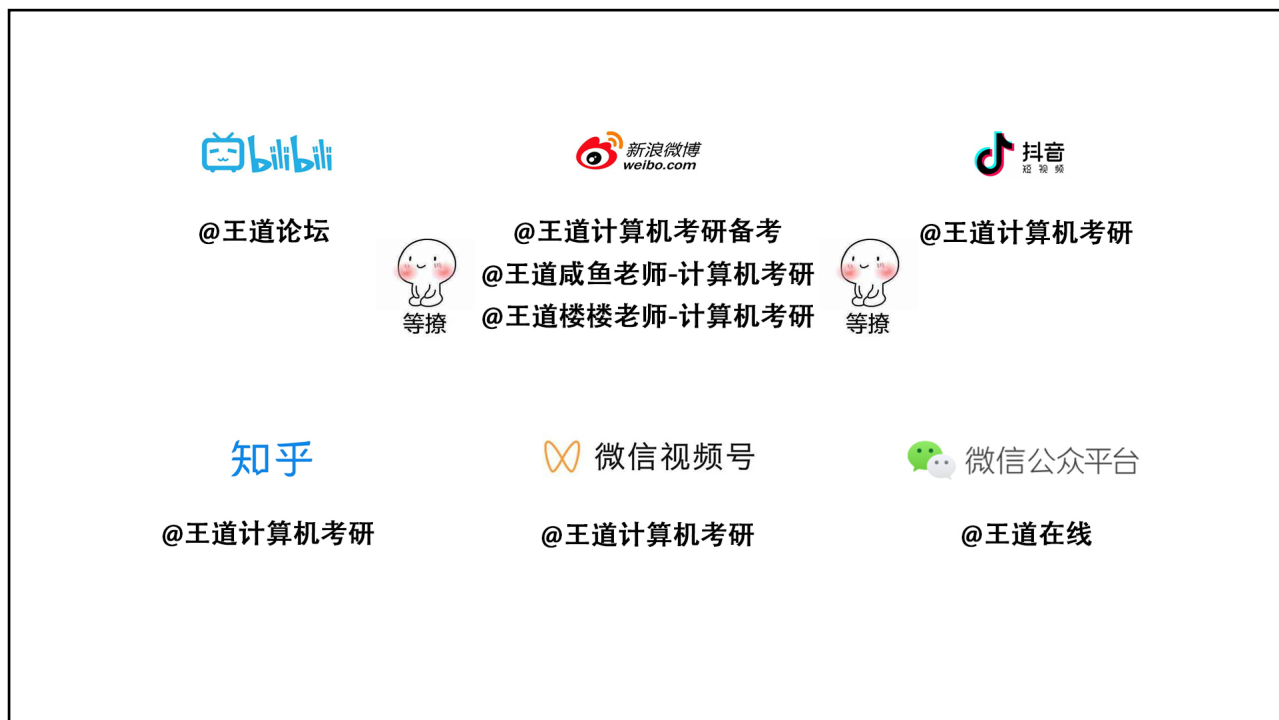 bilibili
新浪微博
weibo.com
抖音
短视频
@王道论坛
@王道计算机考研备考
@王道咸鱼老师-计算机考研
@王道楼楼老师-计算机考研
@王道计算机考研
等撩
等撩
知乎
微信视频号
微信公众平台
@王道计算机考研
@王道计算机考研
@王道在线